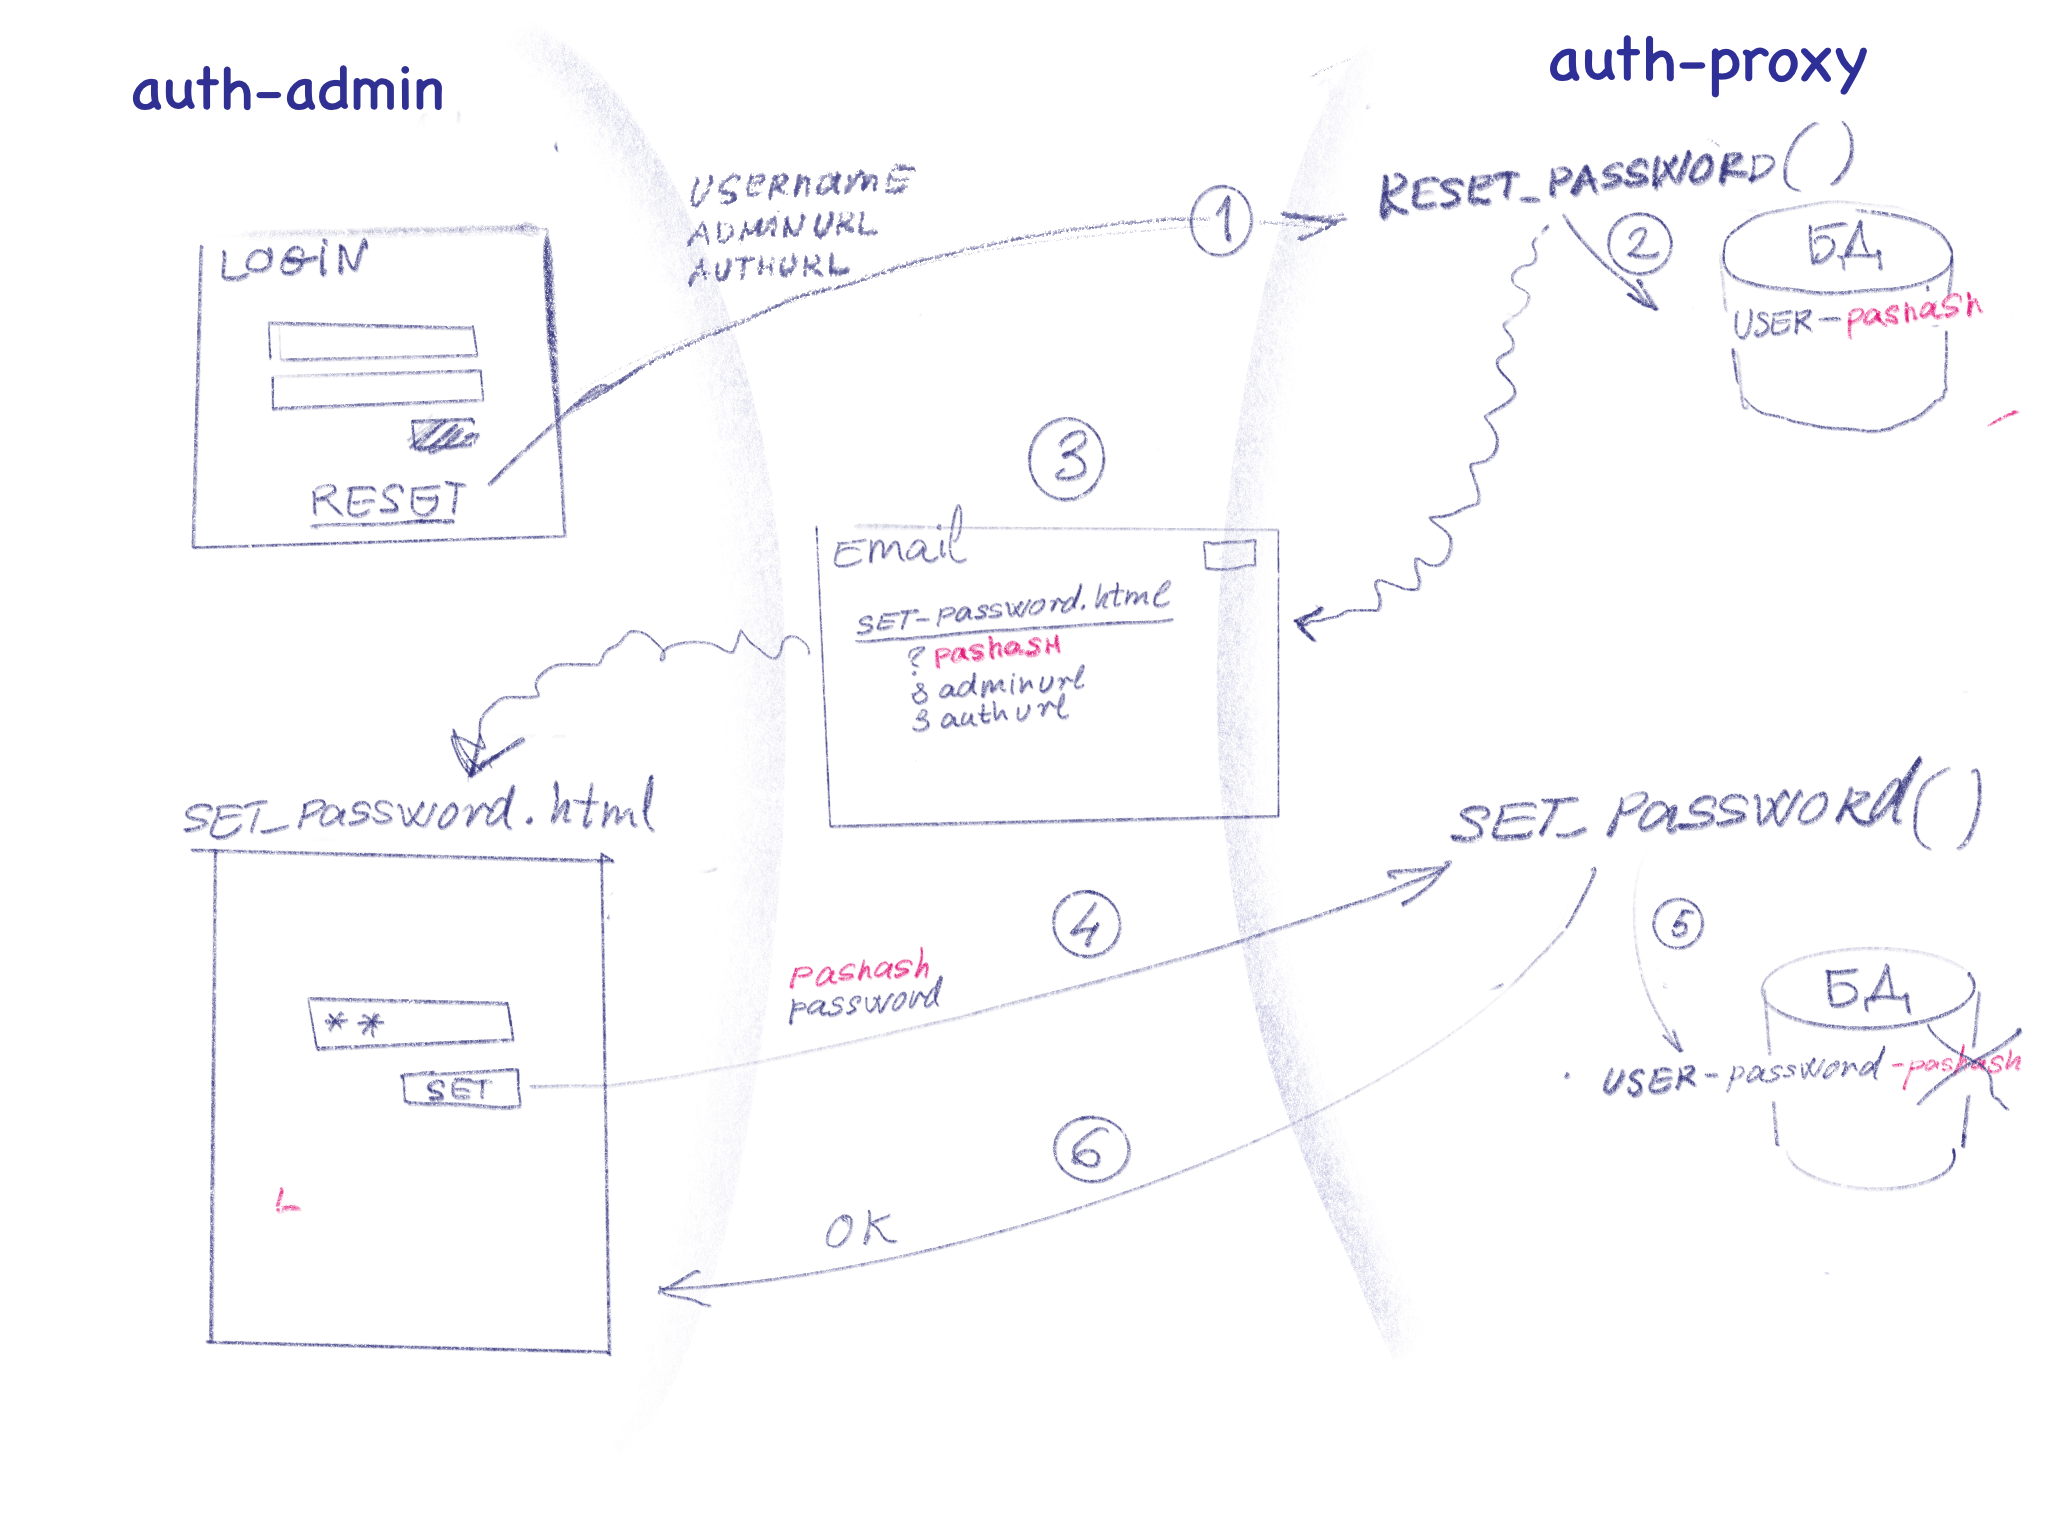 auth-admin
auth-proxy
USERNAME
ADMINURL
AUTHURL
1
RESET_PASSWORD()
2
БД
USER-pashash
LOGIN
RESET
3
Email
SET-password.html
? pashash
& adminurl
& authurl
SET_Password.html
** 
SET
4
pashash
password
SET_PASSWORD()
5
БД
USER-password-pashash
6
OK